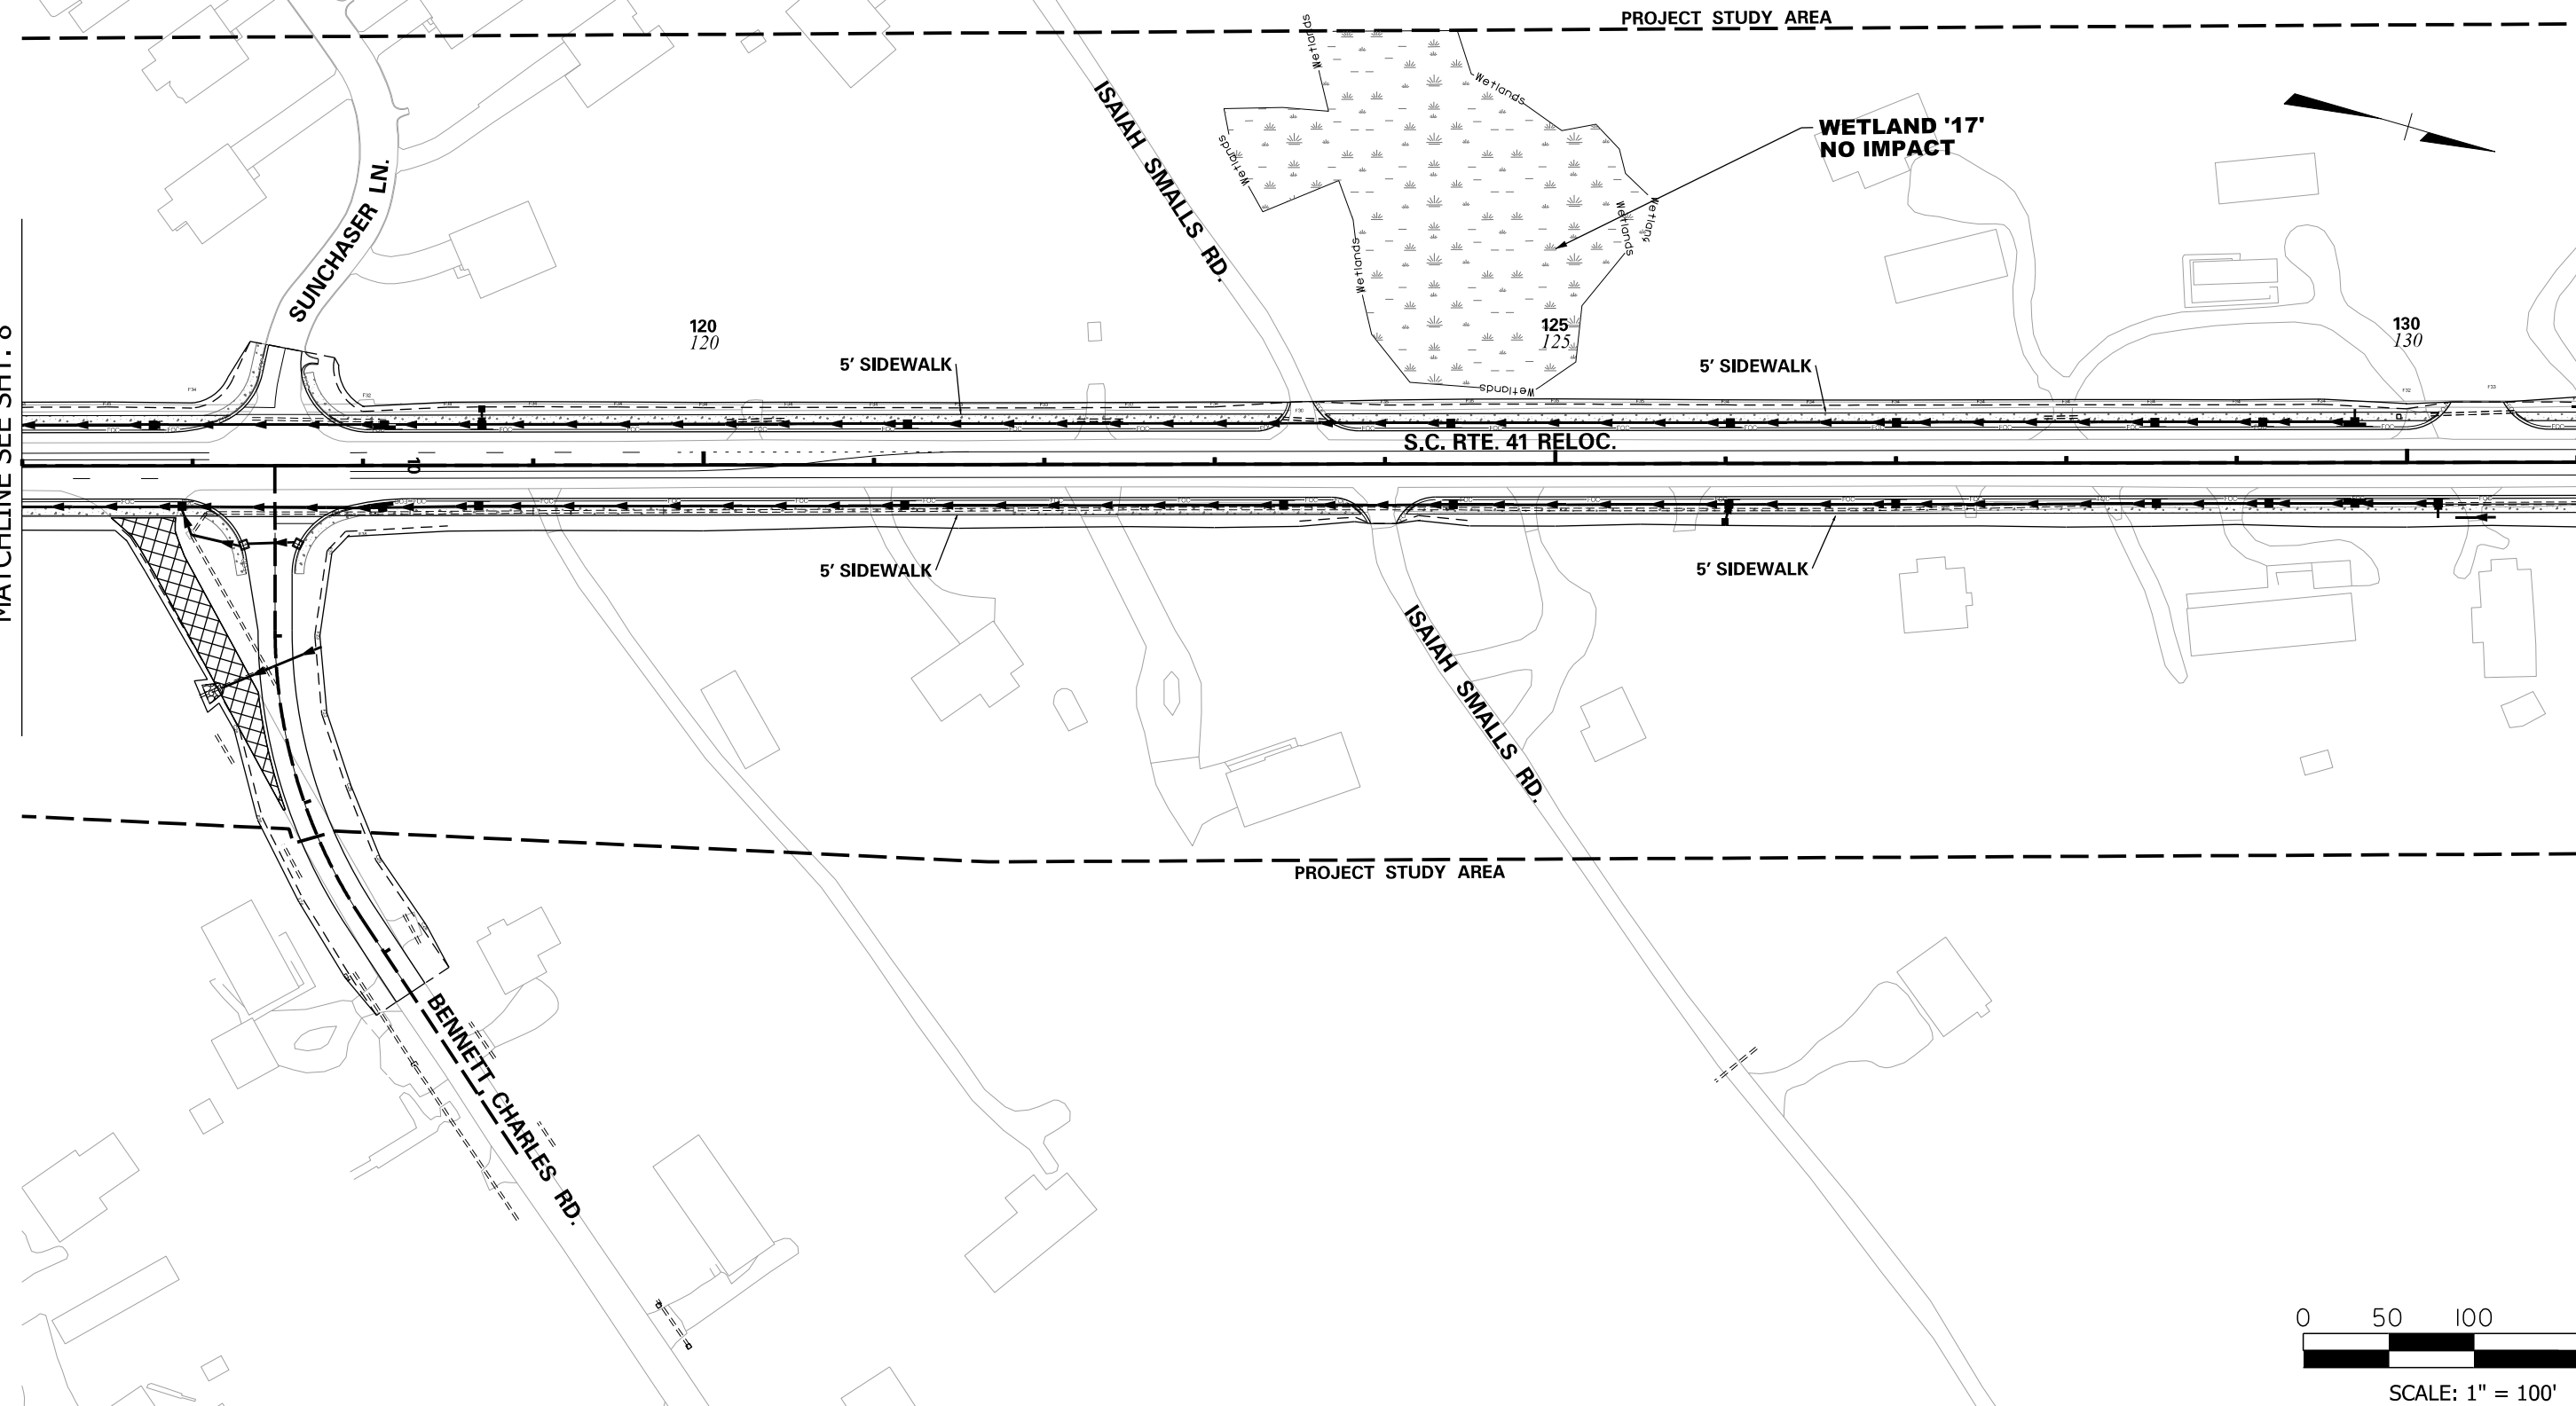 PROJECT STUDY AREA
Wetlands
Wetlands
Wetlands
Wetlands
Wetlands
Wetlands
ISAIAH SMALLS RD.
WETLAND '17'
NO IMPACT
SUNCHASER LN.
120
120
125
125
130
130
5' SIDEWALK
5' SIDEWALK
MATCHLINE SEE SHT. 8
S.C. RTE. 41 RELOC.
10
5' SIDEWALK
5' SIDEWALK
ISAIAH SMALLS RD.
PROJECT STUDY AREA
BENNETT CHARLES RD.
0 50 100
SCALE: 1" = 100'